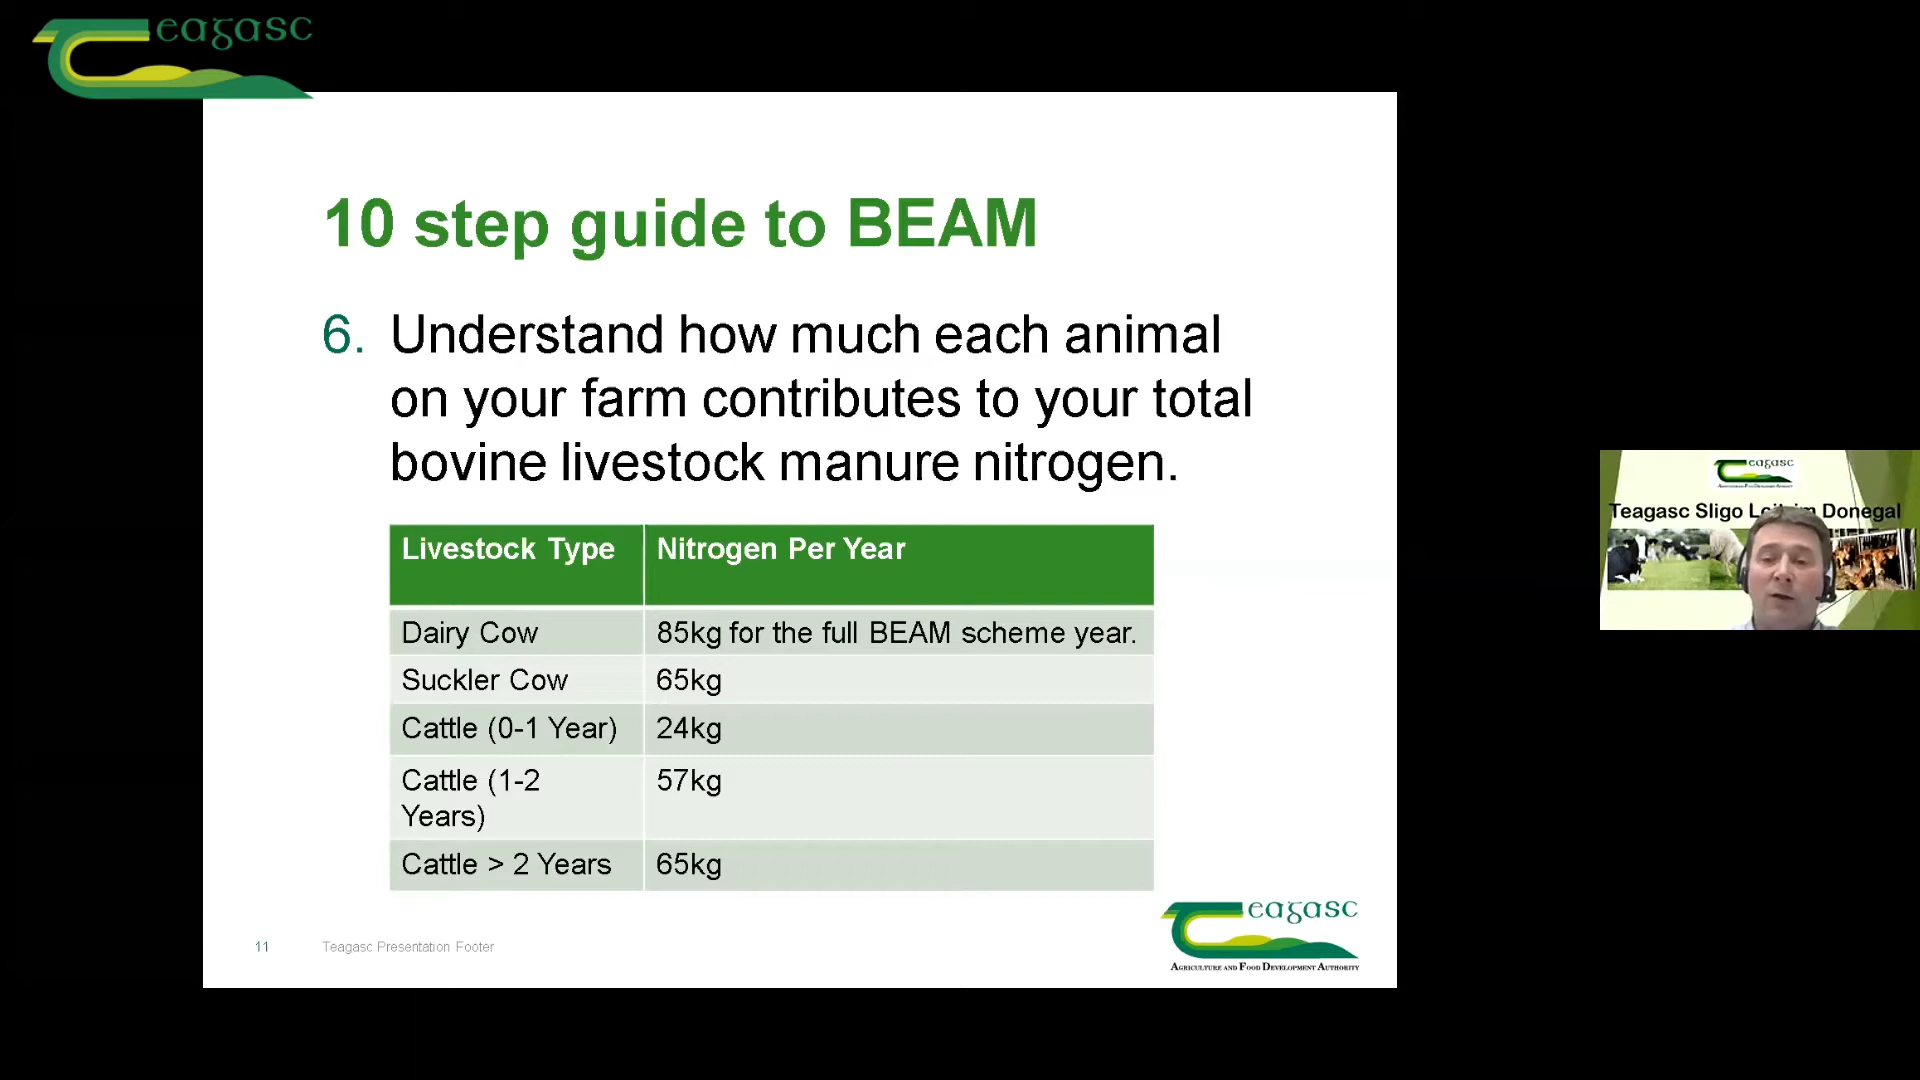 eagasc
10 step guide to BEAM
6. Understand how much each animal
on your farm contributes to your total
bovine livestock manure nitrogen.
Livestock Type Nitrogen Per Year
Dairy Cow 85kg for the full BEAM scheme year.
Suckler Cow 65kg
Cattle (0-1 Year) 24kg
Cattle (1-2 57kg
Years)
Cattle > 2 Years 65kg
eagasc
AGRICULTURE AND FOOD DEVELOPMENT AUTHORITY
11 Teagasc Presentation Footer
eagasc
Teagasc Sligo Donegal